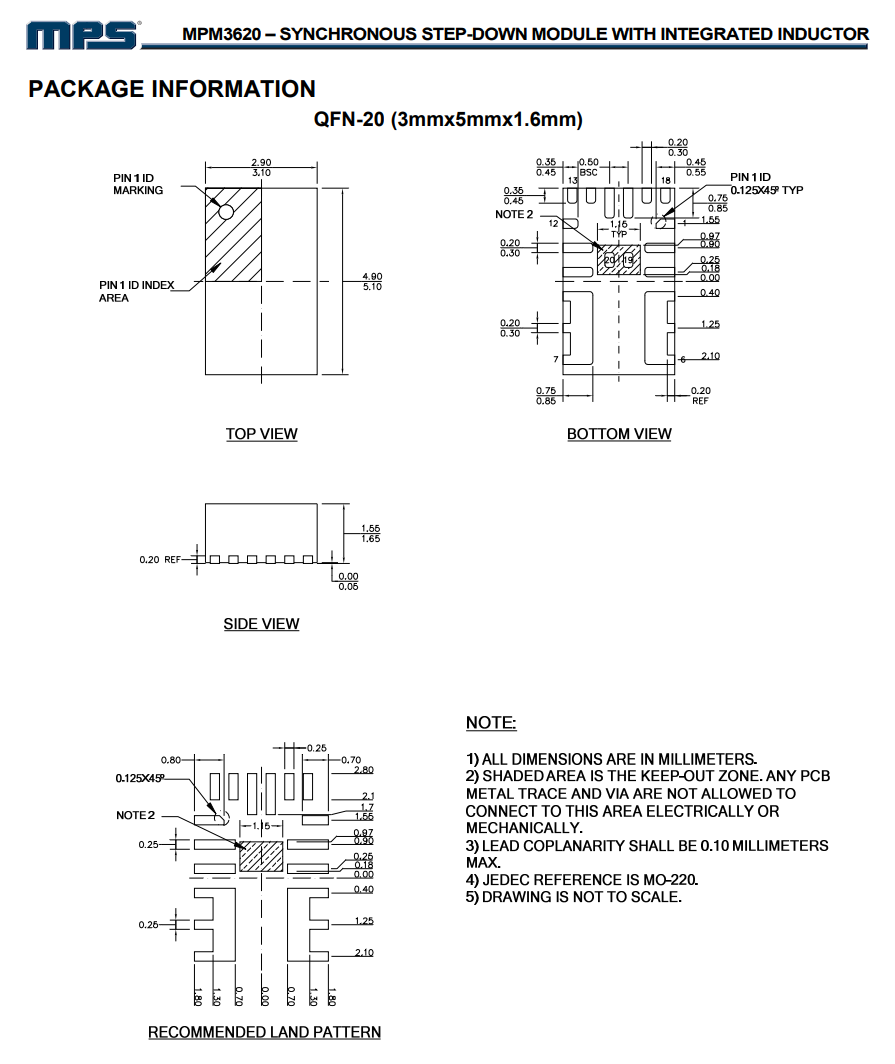 MPS
MPM3620 – SYNCHRONOUS STEP-DOWN MODULE WITH INTEGRATED INDUCTOR
PACKAGE INFORMATION
QFN-20 (3mmx5mmx1.6mm)
PIN 1 ID
MARKING
2.90
3.10
PIN 1 ID INDEX
AREA
4.90
5.10
TOP VIEW
0.20
0.30
0.35
0.45
0.50
BSC
0.45
0.55
13
18
PIN 1 ID
0.125X45º TYP
0.35
0.45
0.75
0.85
NOTE 2
12
1
1.55
1.15
TYP
0.97
0.90
0.20
0.30
20
19
0.25
0.18
0.00
0.40
0.20
0.30
1.25
7
6
2.10
0.75
0.85
0.20
REF
BOTTOM VIEW
1.55
1.65
0.20 REF
0.00
0.05
SIDE VIEW
0.80
0.25
0.70
0.125X45º
2.80
2.1
1.7
1.55
NOTE 2
1.15
0.97
0.90
0.25
0.25
0.18
0.00
0.40
0.25
1.25
2.10
1.80
1.30
0.70
0.00
0.70
1.30
1.80
RECOMMENDED LAND PATTERN
NOTE:
1) ALL DIMENSIONS ARE IN MILLIMETERS.
2) SHADED AREA IS THE KEEP-OUT ZONE. ANY PCB
METAL TRACE AND VIA ARE NOT ALLOWED TO
CONNECT TO THIS AREA ELECTRICALLY OR
MECHANICALLY.
3) LEAD COPLANARITY SHALL BE 0.10 MILLIMETERS
MAX.
4) JEDEC REFERENCE IS MO-220.
5) DRAWING IS NOT TO SCALE.